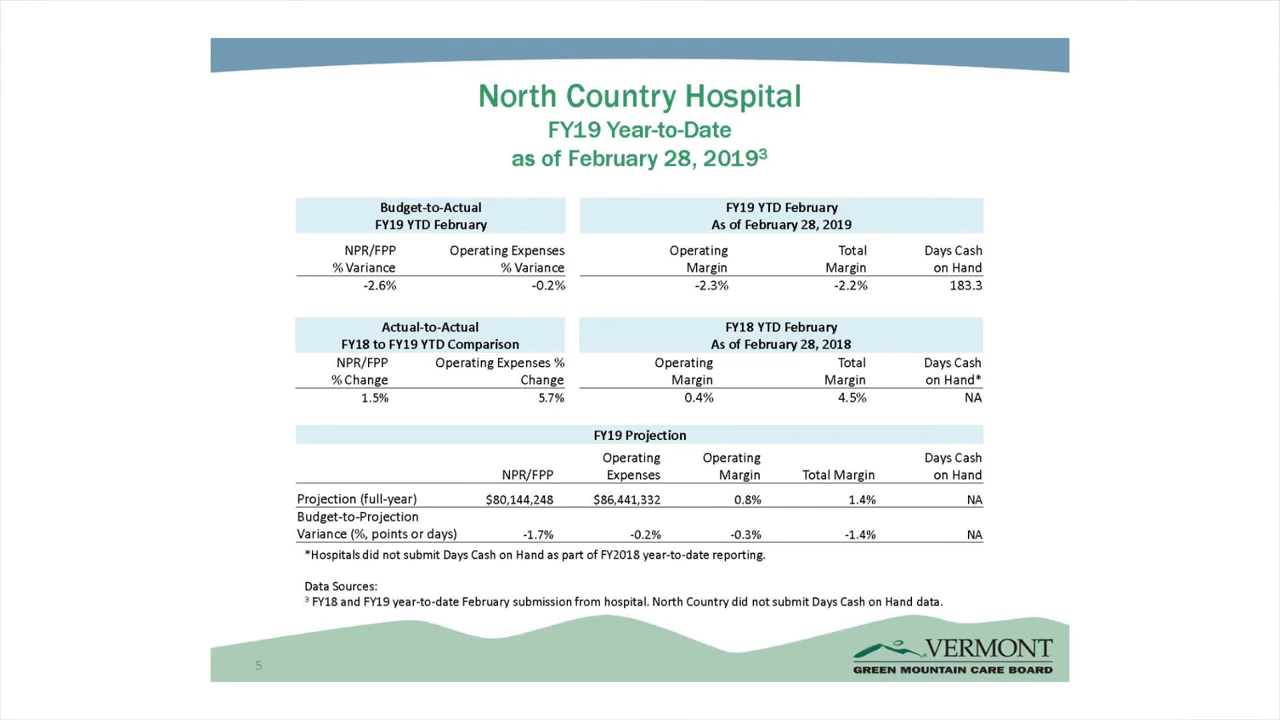 North Country Hospital
FY19 Year-to-Date
as of February 28, 2019³
Budget-to-Actual
FY19 YTD February
NPR/FPP Operating Expenses
% Variance % Variance
-2.6% -0.2%
FY19 YTD February
As of February 28, 2019
Operating Total Days Cash
Margin Margin on Hand
-2.3% -2.2% 183.3
Actual-to-Actual
FY18 to FY19 YTD Comparison
NPR/FPP Operating Expenses %
% Change Change
1.5% 5.7%
FY18 YTD February
As of February 28, 2018
Operating Total Days Cash
Margin Margin on Hand*
0.4% 4.5% NA
FY19 Projection
Operating Operating Days Cash
NPR/FPP Expenses Margin Total Margin on Hand
Projection (full-year) $80,144,248 $86,441,332 0.8% 1.4% NA
Budget-to-Projection
Variance (%, points or days) -1.7% -0.2% -0.3% -1.4% NA
*Hospitals did not submit Days Cash on Hand as part of FY2018 year-to-date reporting.
Data Sources:
³ FY18 and FY19 year-to-date February submission from hospital. North Country did not submit Days Cash on Hand data.
5
VERMONT
GREEN MOUNTAIN CARE BOARD